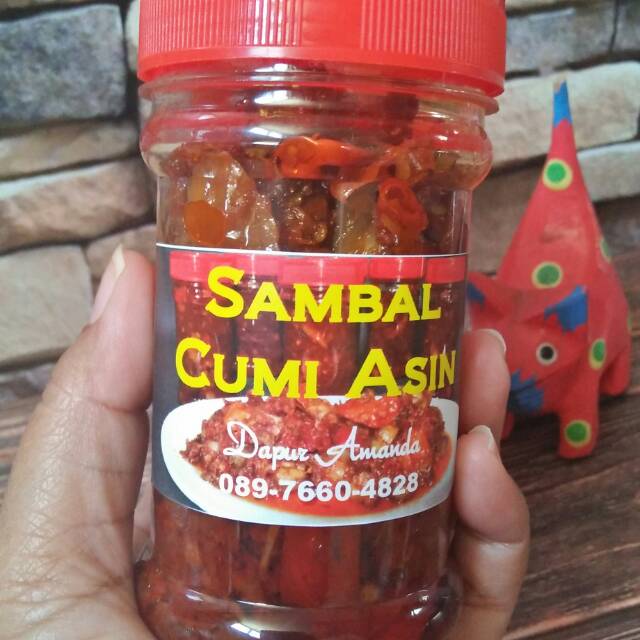 SAMBAL
CUMI ASIN
Dapur Amanda
089-7660-4828